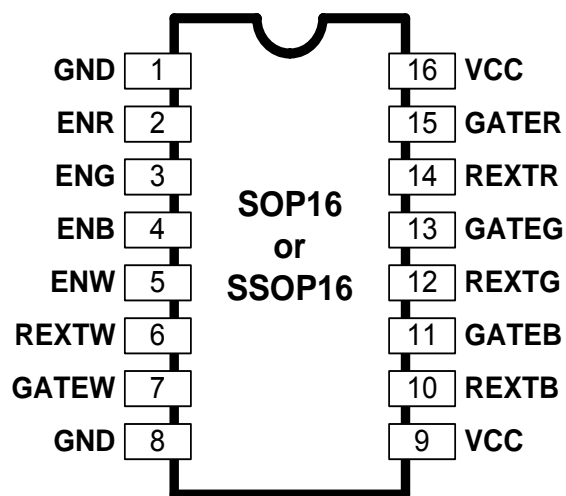 GND 1 16 VCC
ENR 2 15 GATER
ENG 3 14 REXTR
ENB 4 13 GATEG
ENW 5 12 REXTG
REXTW 6 11 GATEB
GATEW 7 10 REXTB
GND 8 9 VCC
SOP16
or
SSOP16